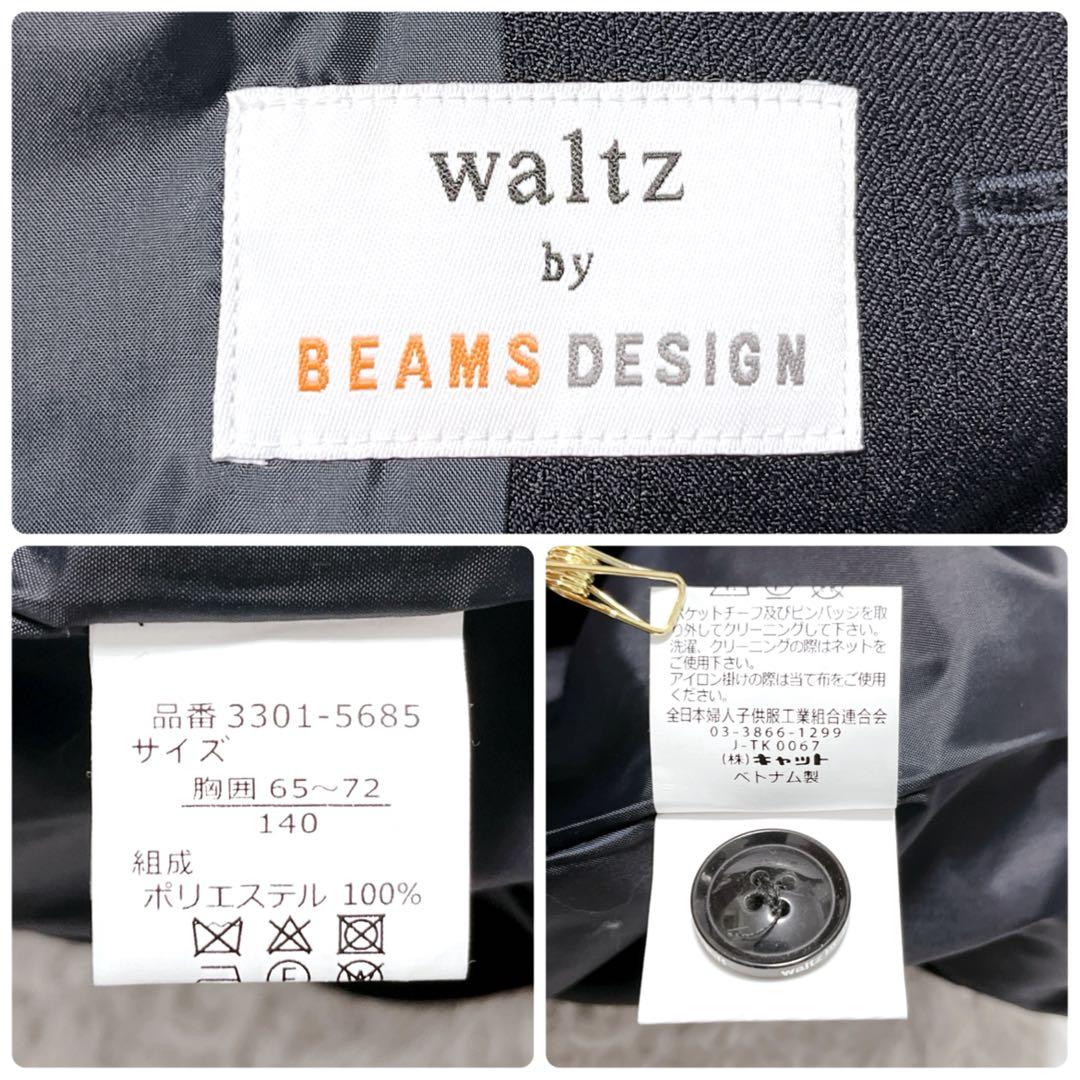 waltz
by
BEAMS DESIGN
品番 3301-5685
サイズ
胸囲 65～72
140
組成
ポリエステル 100%
ポケットチーフ及びピンバッジを取
り外してクリーニングして下さい。
洗濯、クリーニングの際はネットを
ご使用下さい。
アイロン掛けの際は当て布をご使用
ください。
全日本婦人子供服工業組合連合会
03-3866-1299
J-TK0067
(株)キャット
ベトナム製
waltz